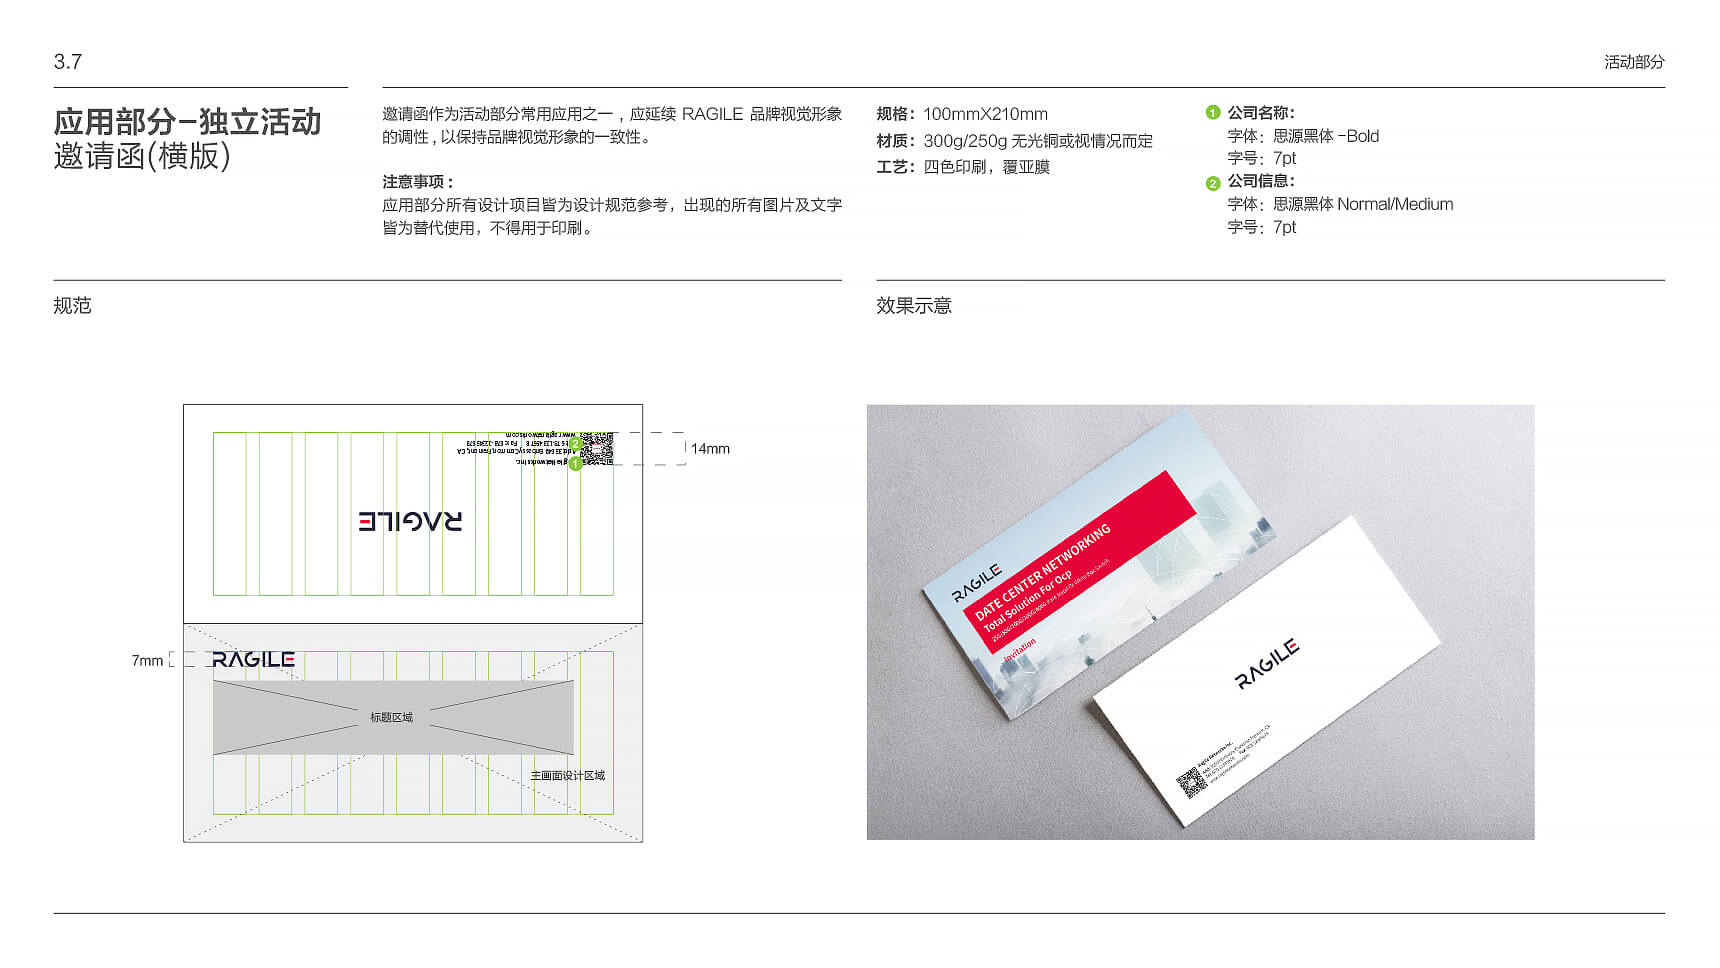 3.7
活动部分
应用部分-独立活动
邀请函(横版)
邀请函作为活动部分常用应用之一，应延续 RAGILE 品牌视觉形象
的调性，以保持品牌视觉形象的一致性。
注意事项：
应用部分所有设计项目皆为设计规范参考，出现的所有图片及文字
皆为替代使用，不得用于印刷。
规格：100mmX210mm
材质：300g/250g 无光铜或视情况而定
工艺：四色印刷，覆亚膜
1 公司名称：
字体：思源黑体 -Bold
字号：7pt
2 公司信息：
字体：思源黑体 Normal/Medium
字号：7pt
规范
效果示意
2
1
14mm
RAGILE
7mm
RAGILE
标题区域
主画面设计区域
RAGILE
DATE CENTER NETWORKING
Total Solution For Ocp
Invitation
RAGILE